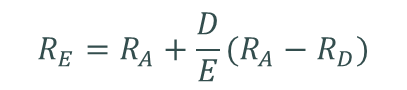 R_E = R_A + \frac{D}{E} (R_A − R_D)